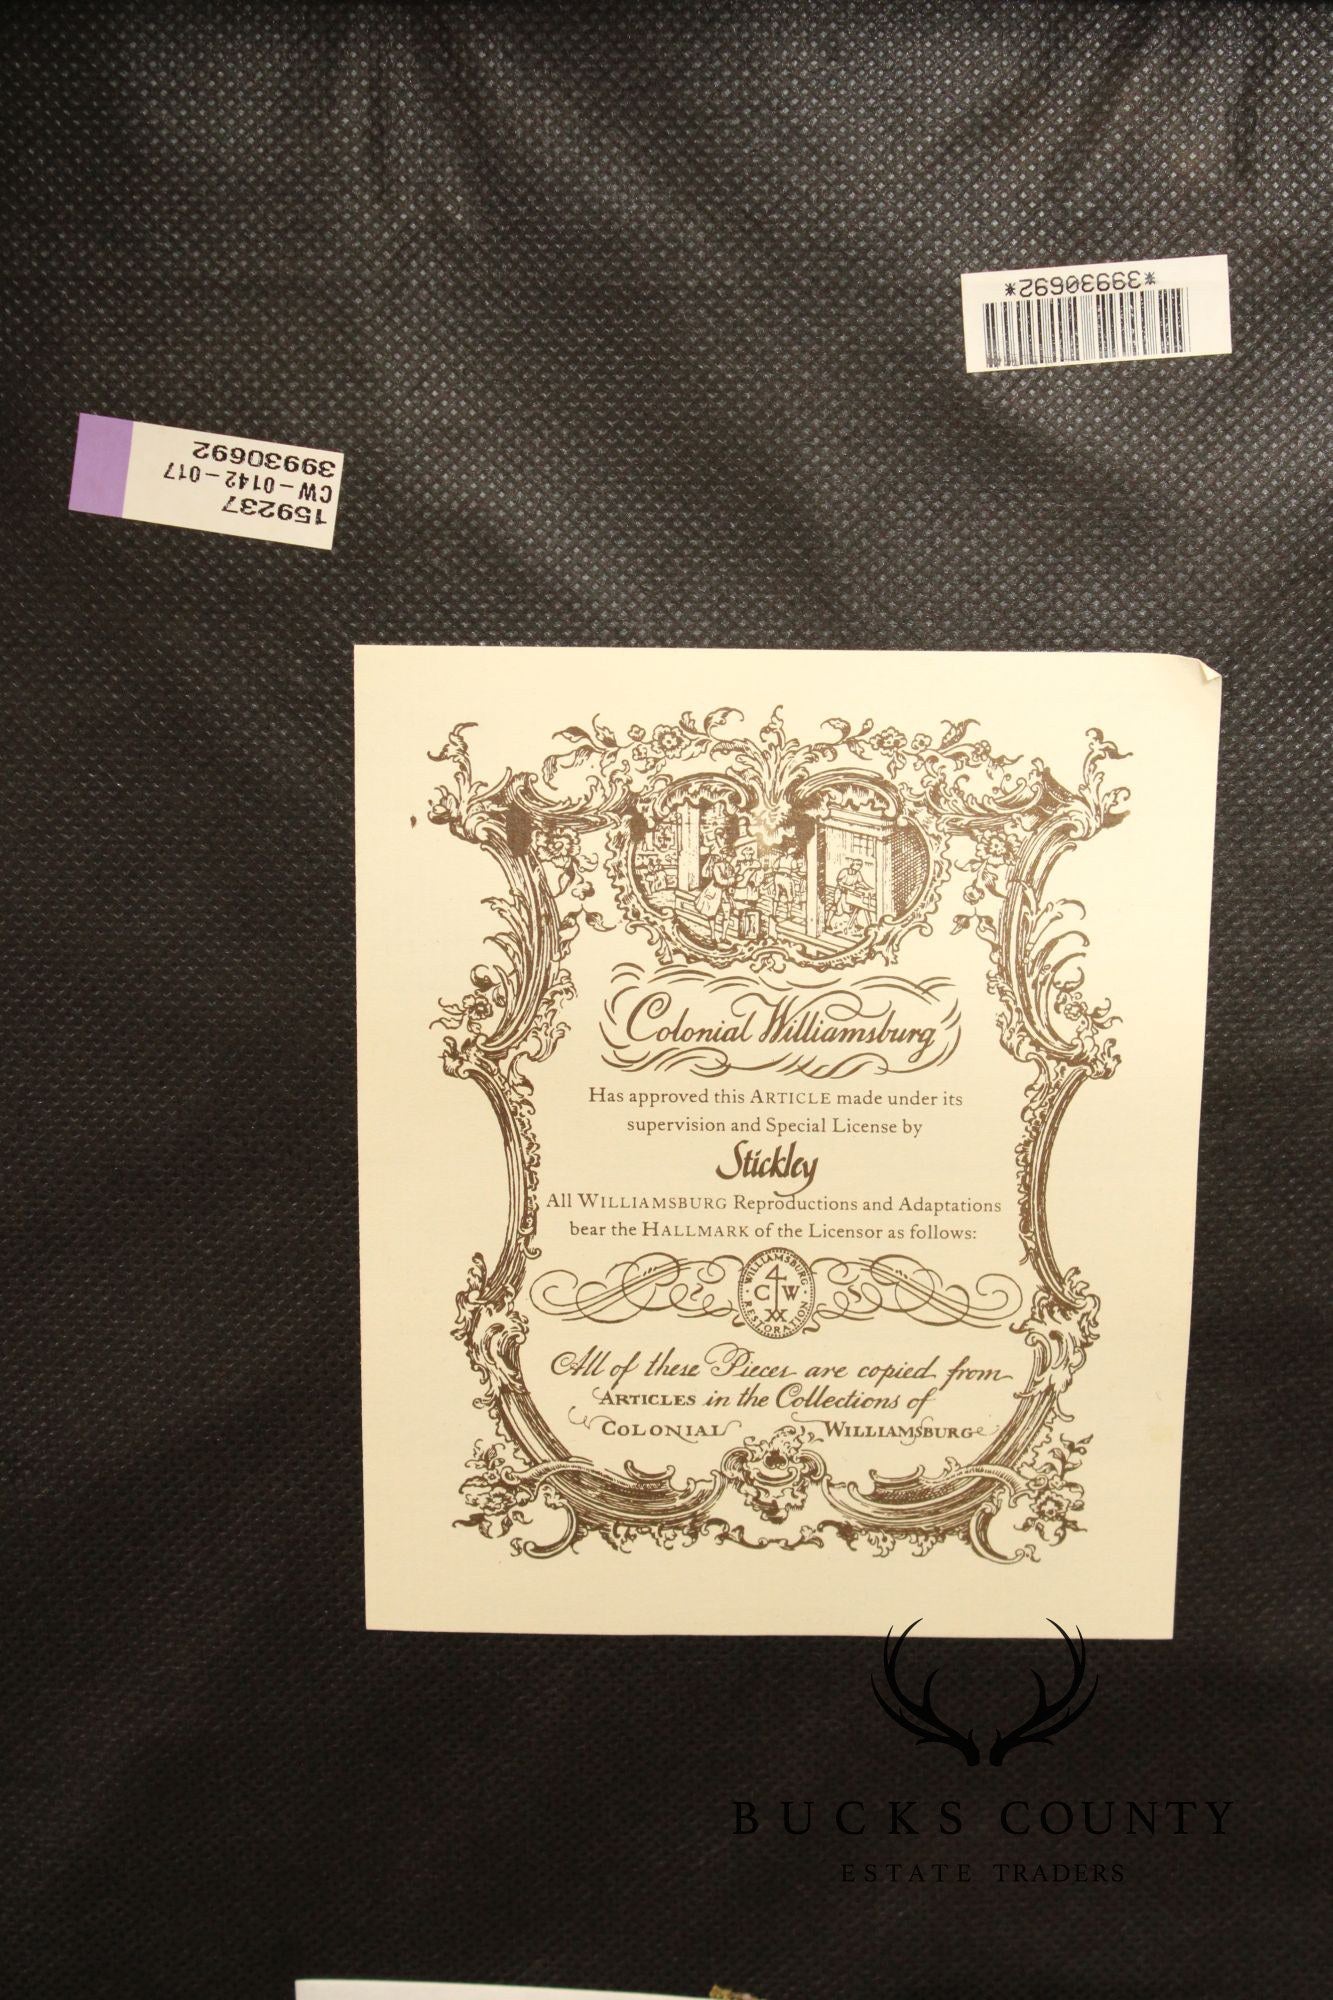 *39930692*
159237
CW-0142-017
39930692
Colonial Williamsburg
Has approved this ARTICLE made under its
supervision and Special License by
Stickley
All WILLIAMSBURG Reproductions and Adaptations
bear the HALLMARK of the Licensor as follows:
WILLIAMSBURG
CW
RESTORATION
All of these Pieces are copied from
ARTICLES in the Collections of
COLONIAL WILLIAMSBURG
BUCKS COUNTY
ESTATE TRADERS